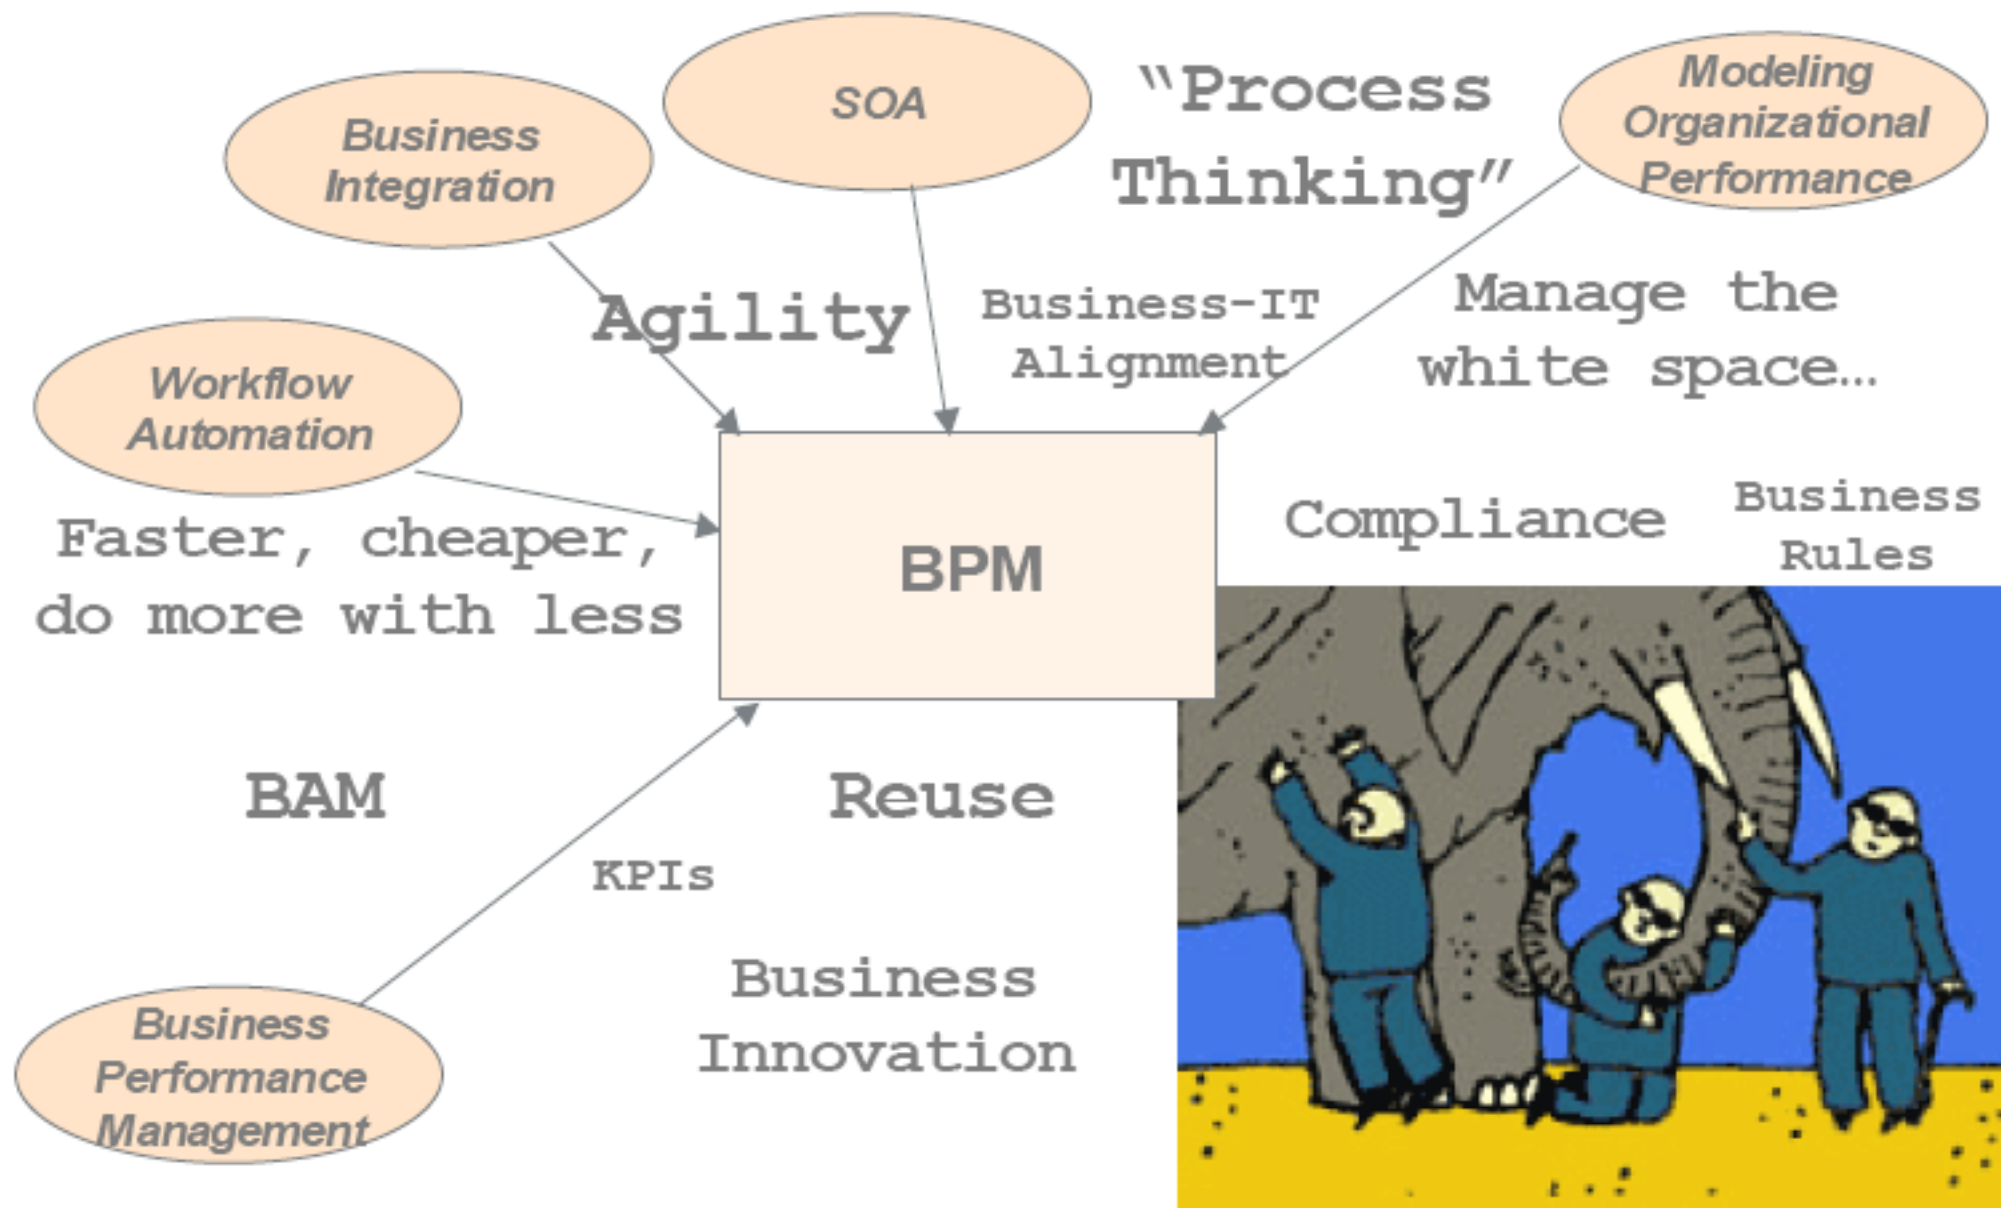 Business
Integration
SOA
“Process
Thinking”
Modeling
Organizational
Performance
Agility
Business-IT
Alignment
Manage the
white space…
Workflow
Automation
Faster, cheaper,
do more with less
BPM
Compliance
Business
Rules
BAM
Reuse
KPIs
Business
Innovation
Business
Performance
Management